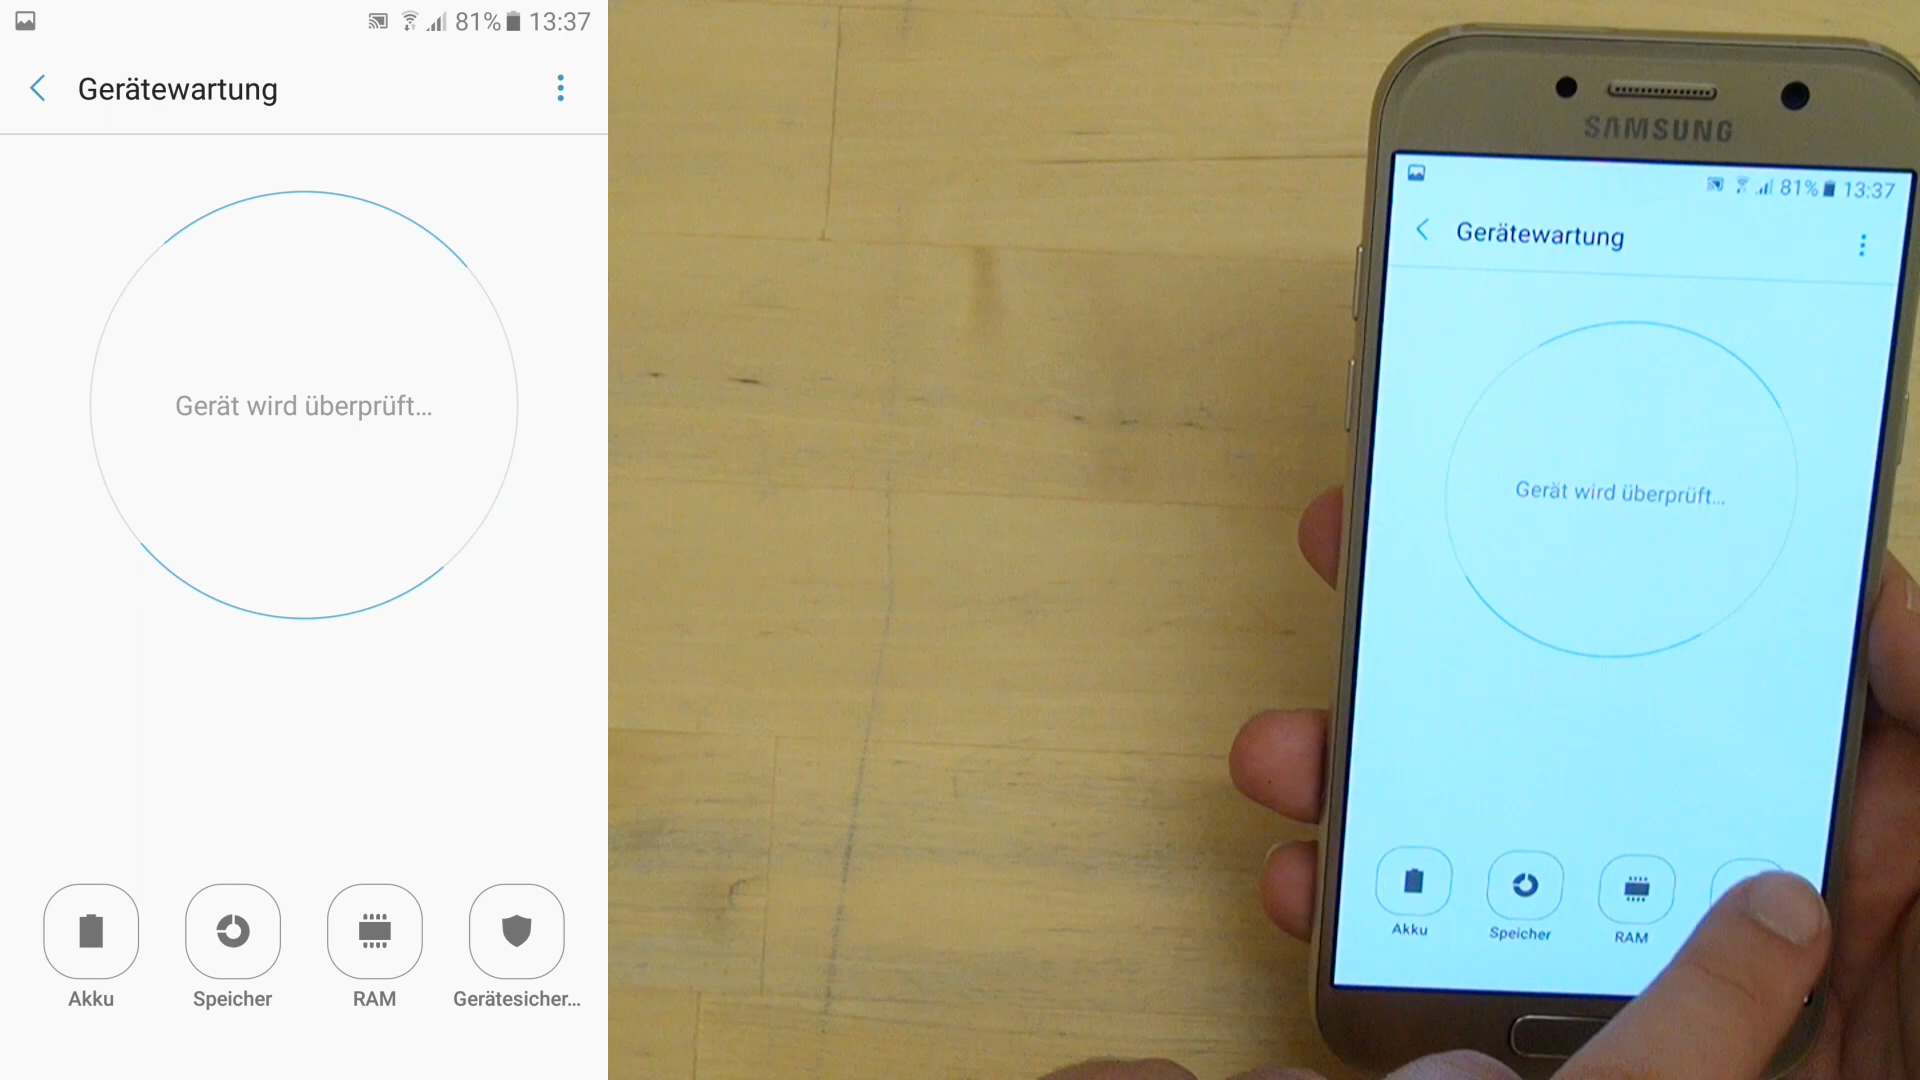 81% 13:37
Gerätewartung
Gerät wird überprüft...
Akku
Speicher
RAM
Gerätesicher...
SAMSUNG
81% 13:37
Gerätewartung
Gerät wird überprüft...
Akku
Speicher
RAM